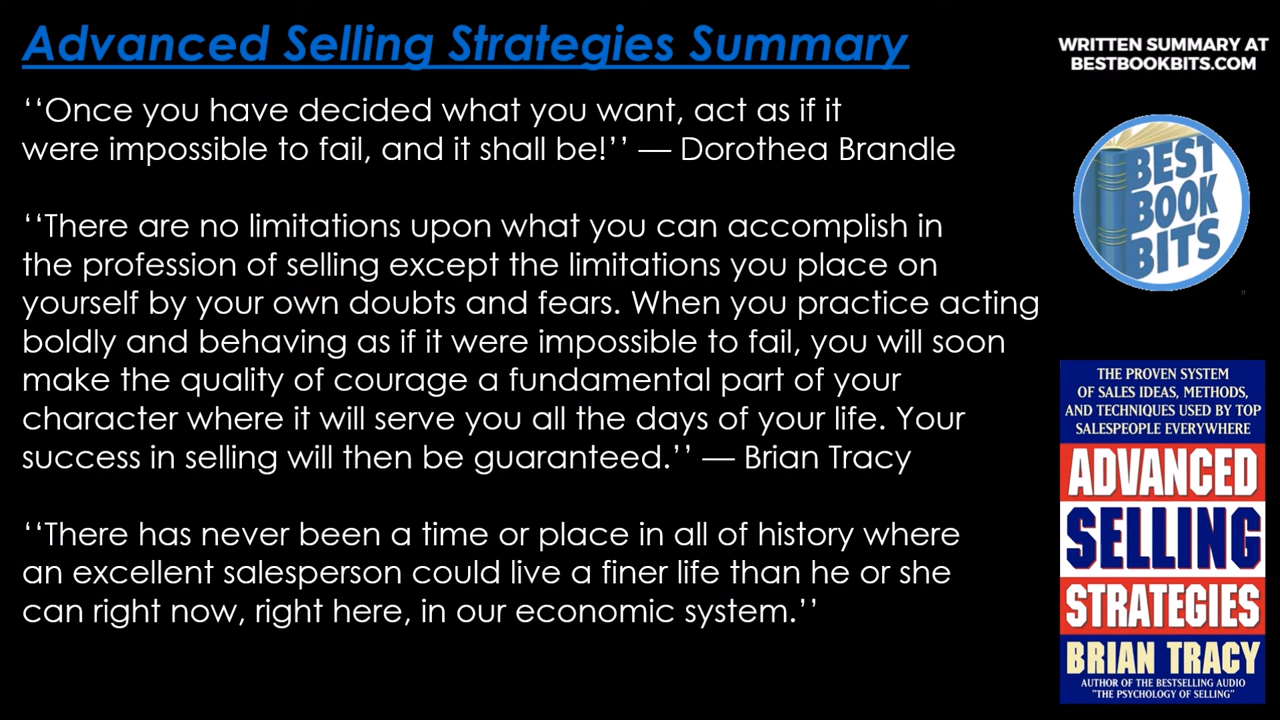 Advanced Selling Strategies Summary
‘‘Once you have decided what you want, act as if it
were impossible to fail, and it shall be!’’ — Dorothea Brandle
‘‘There are no limitations upon what you can accomplish in
the profession of selling except the limitations you place on
yourself by your own doubts and fears. When you practice acting
boldly and behaving as if it were impossible to fail, you will soon
make the quality of courage a fundamental part of your
character where it will serve you all the days of your life. Your
success in selling will then be guaranteed.’’ — Brian Tracy
‘‘There has never been a time or place in all of history where
an excellent salesperson could live a finer life than he or she
can right now, right here, in our economic system.’’
WRITTEN SUMMARY AT
BESTBOOKBITS.COM
BEST
BOOK
BITS
THE PROVEN SYSTEM
OF SALES IDEAS, METHODS,
AND TECHNIQUES USED BY TOP
SALESPEOPLE EVERYWHERE
ADVANCED
SELLING
STRATEGIES
BRIAN TRACY
AUTHOR OF THE BESTSELLING AUDIO
"THE PSYCHOLOGY OF SELLING"